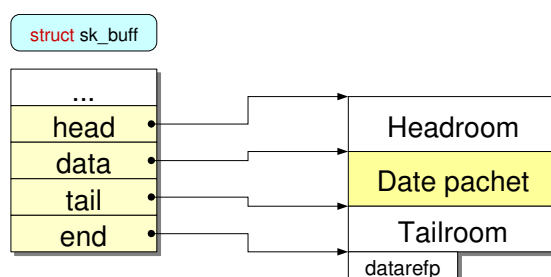 struct sk_buff
...
head
data
tail
end
Headroom
Date pachet
Tailroom
datarefp